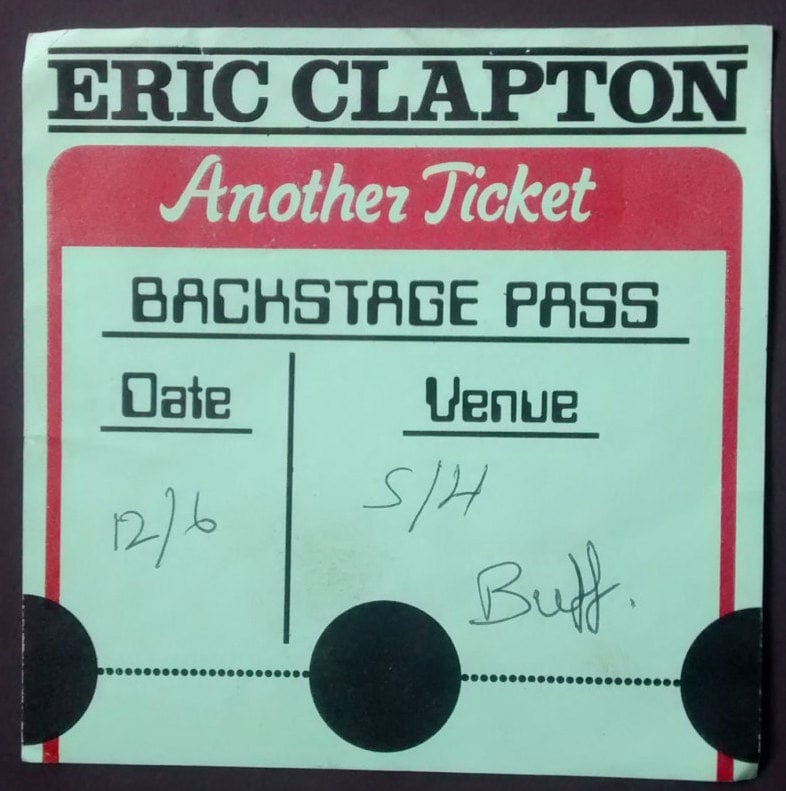 ERIC CLAPTON
Another Ticket
BACKSTAGE PASS
Date Venue
12/6 S/H
Buff.